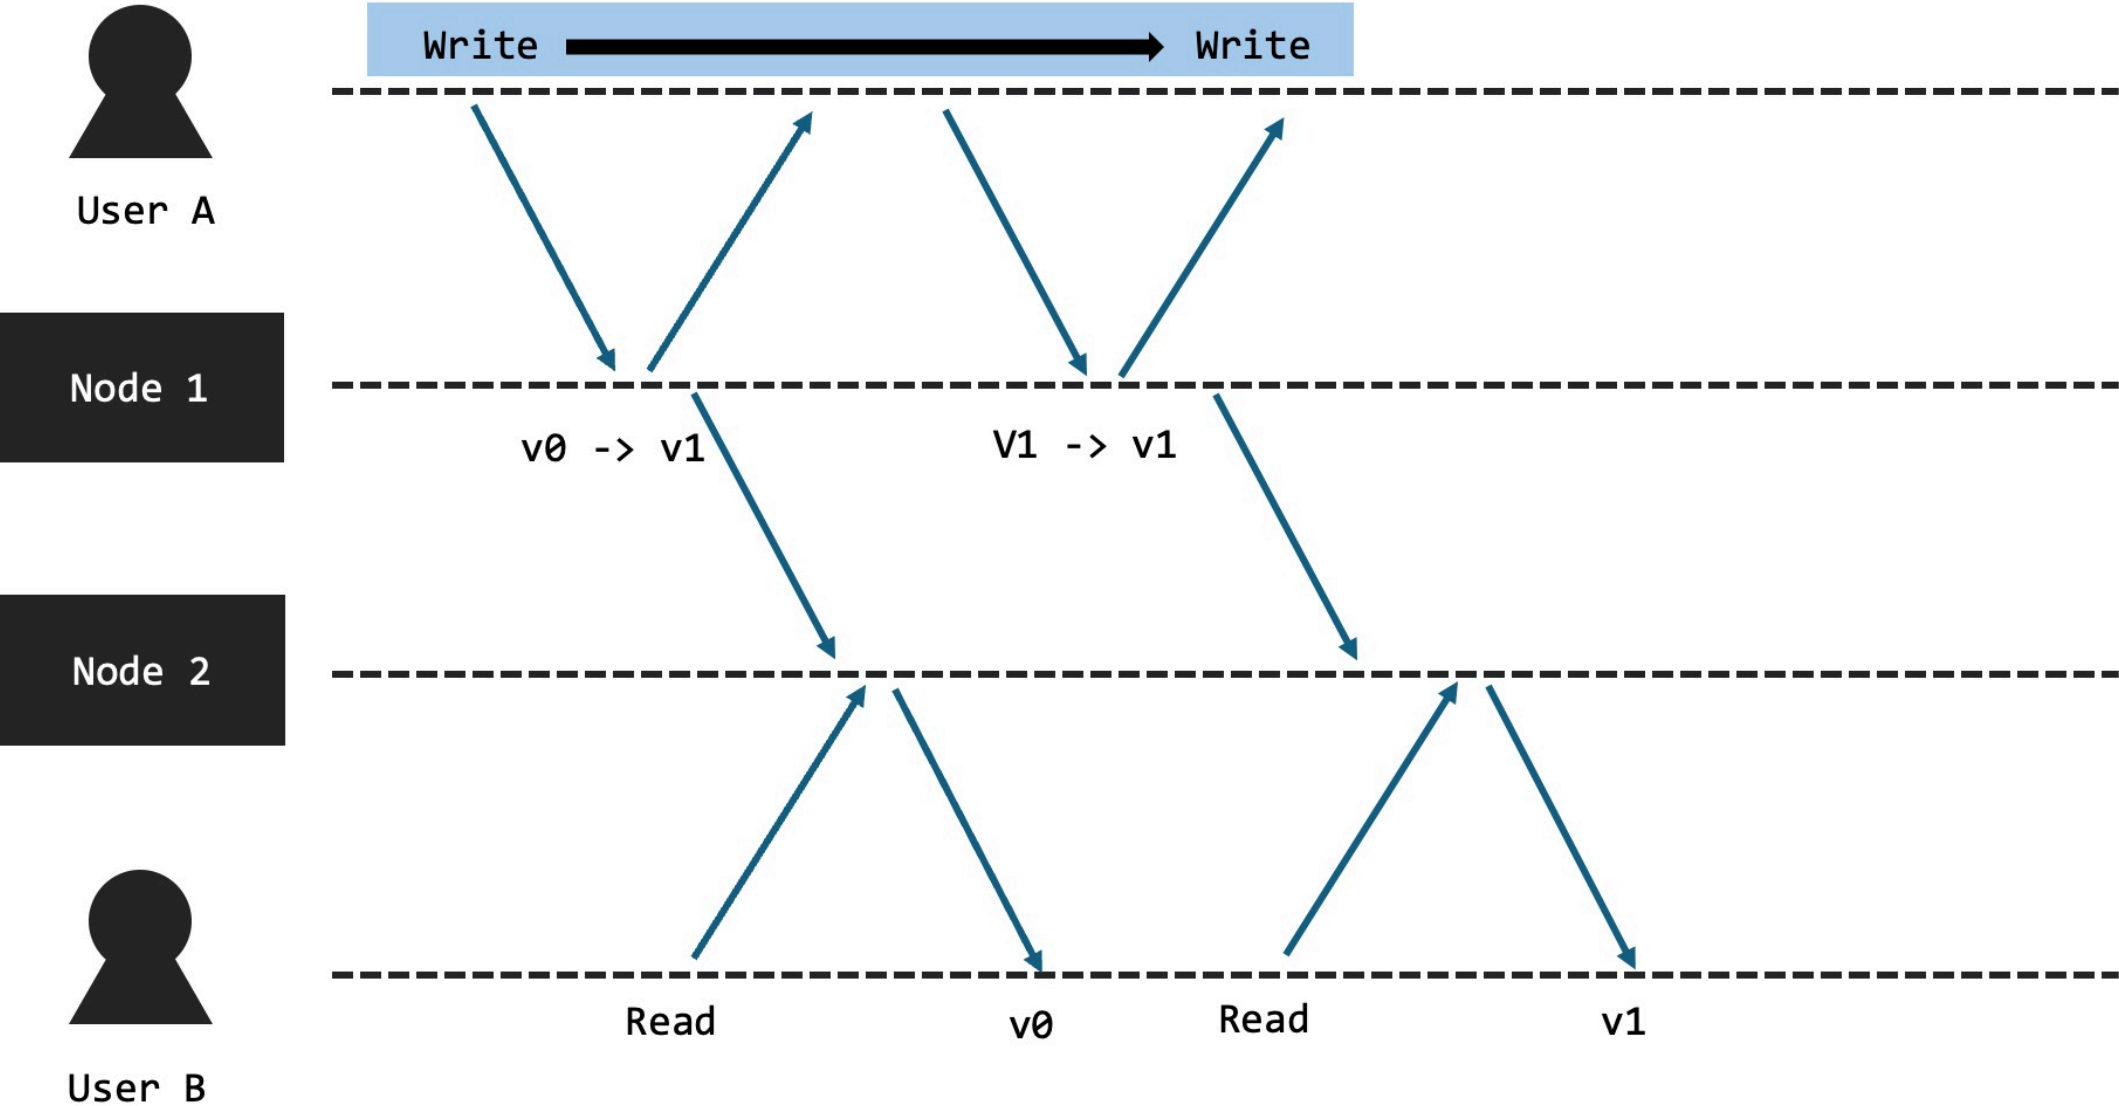 Write Write
User A
Node 1
v0 -> v1 V1 -> v1
Node 2
Read v0 Read v1
User B